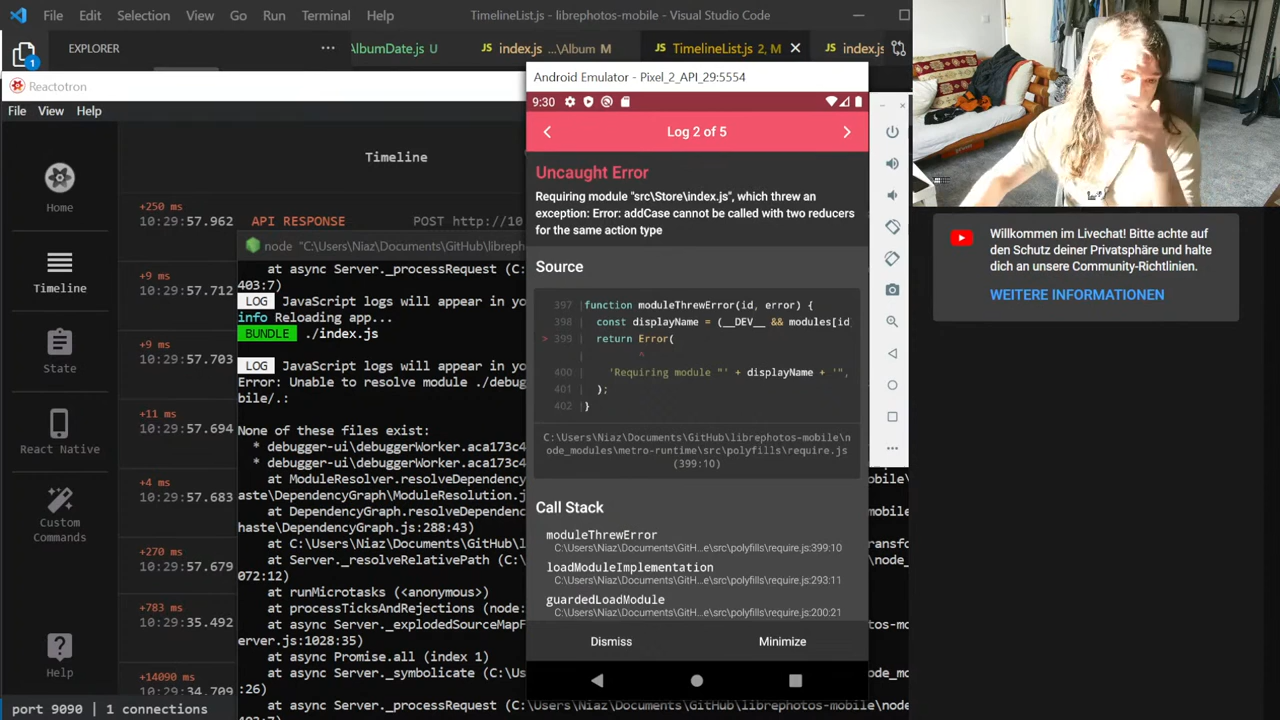 File Edit Selection View Go Run Terminal Help TimelineList.js - librephotos-mobile - Visual Studio Code
1
EXPLORER
AlbumDate.js U
JS index.js ...\Album M
JS TimelineList.js 2, M
JS index.js
Reactotron
File View Help
Home
Timeline
State
React Native
Custom
Commands
Help
port 9090 | 1 connections
Timeline
+250 ms
10:29:57.962 API RESPONSE POST http://10
+9 ms
10:29:57.712
+9 ms
10:29:57.703
+11 ms
10:29:57.694
+4 ms
10:29:57.683
+270 ms
10:29:57.679
+783 ms
10:29:35.492
+14090 ms
10:29:34.709
node "C:\Users\Niaz\Documents\GitHub\libreph
at async Server._processRequest (C:
403:7)
LOG JavaScript logs will appear in yo
info Reloading app...
BUNDLE ./index.js
LOG JavaScript logs will appear in yo
Error: Unable to resolve module ./debug
bile/.:
None of these files exist:
* debugger-ui\debuggerWorker.aca173c4
* debugger-ui\debuggerWorker.aca173c4
at ModuleResolver.resolveDependenc
aste\DependencyGraph\ModuleResolution.j
at DependencyGraph.resolveDependen
haste\DependencyGraph.js:288:43)
at C:\Users\Niaz\Documents\GitHub\
at Server._resolveRelativePath (C:
072:12)
at runMicrotasks (<anonymous>)
at processTicksAndRejections (node:
at async Server._explodedSourceMapF
erver.js:1028:35)
at async Promise.all (index 1)
at async Server._symbolicate (C:\Us
:26)
at async Server._processRequest (C:\Users\Niaz\Documents\GitHub\librephotos-mobile\node
403:7)
Android Emulator - Pixel_2_API_29:5554
9:30
Log 2 of 5
Uncaught Error
Requiring module "src\Store\index.js", which threw an
exception: Error: addCase cannot be called with two reducers
for the same action type
Source
397 function moduleThrewError(id, error) {
398 const displayName = (__DEV__ && modules[id
> 399 return Error(
^
400 'Requiring module "' + displayName + '",
401 );
402 }
C:\Users\Niaz\Documents\GitHub\librephotos-mobile\n
ode_modules\metro-runtime\src\polyfills\require.js
(399:10)
Call Stack
moduleThrewError
C:\Users\Niaz\Documents\GitH...e\src\polyfills\require.js:399:10
loadModuleImplementation
C:\Users\Niaz\Documents\GitH...e\src\polyfills\require.js:293:11
guardedLoadModule
C:\Users\Niaz\Documents\GitH...e\src\polyfills\require.js:200:21
Dismiss Minimize
Willkommen im Livechat! Bitte achte auf
den Schutz deiner Privatsphäre und halte
dich an unsere Community-Richtlinien.
WEITERE INFORMATIONEN